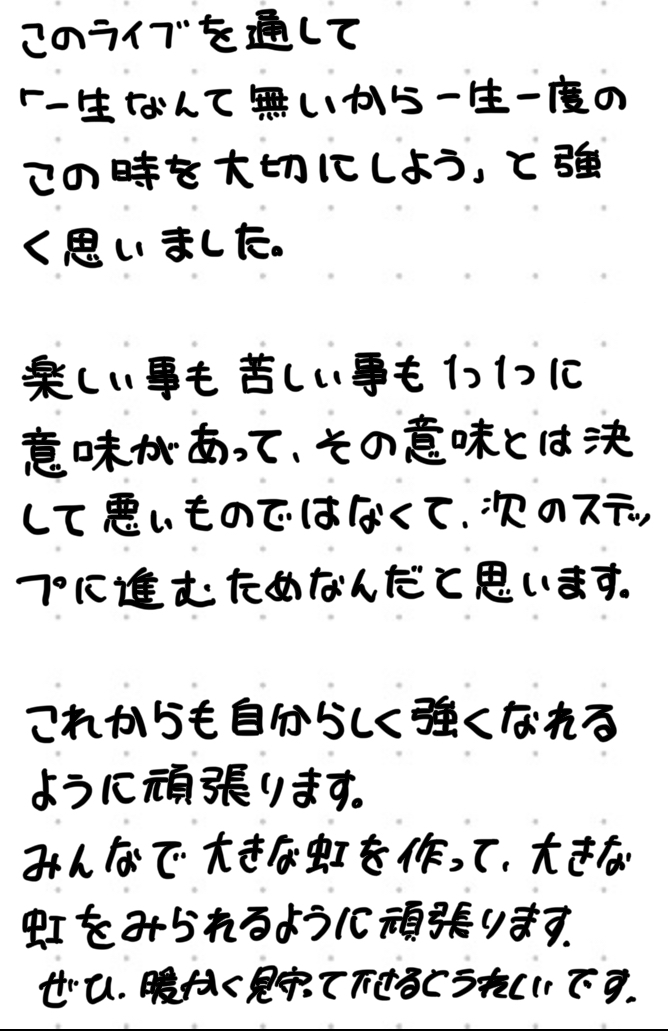 このライブを通して
「一生なんて無いから一生一度の
この時を大切にしよう」と強
く思いました。
楽しい事も苦しい事も1つ1つに
意味があって、その意味とは決
して悪いものではなくて、次のステッ
プに進むためなんだと思います。
これからも自分らしく強くなれる
ように頑張ります。
みんなで大きな虹を作って、大きな
虹をみられるように頑張ります。
ぜひ、暖かく見守って下さるとうれしいです。